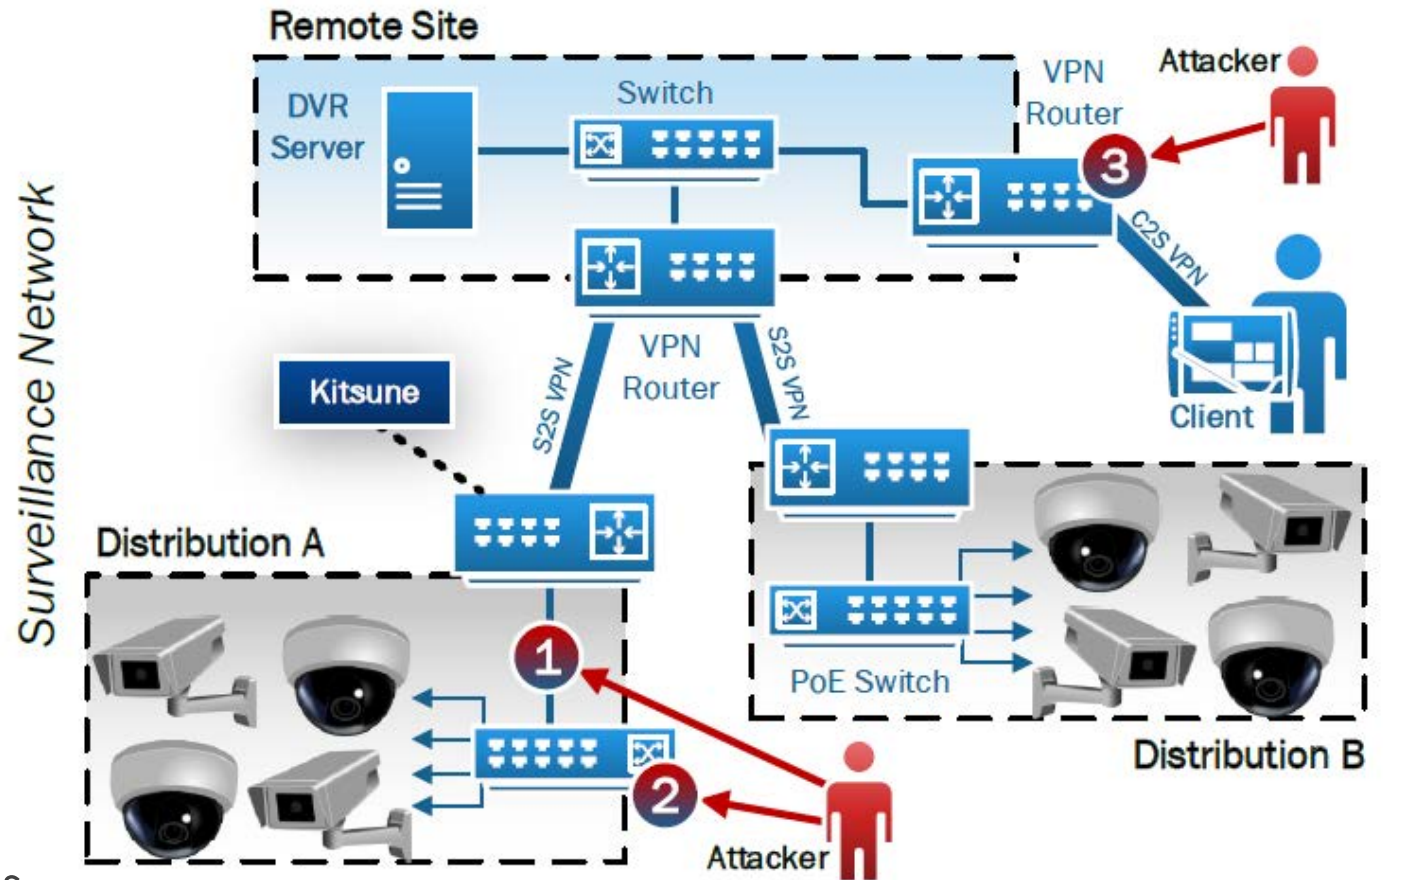 Remote Site
Surveillance Network
DVR
Server
Switch
VPN
Router
Attacker
3
C2S VPN
Client
VPN
Router
S2S VPN
S2S VPN
Kitsune
Distribution A
1
2
Attacker
PoE Switch
Distribution B